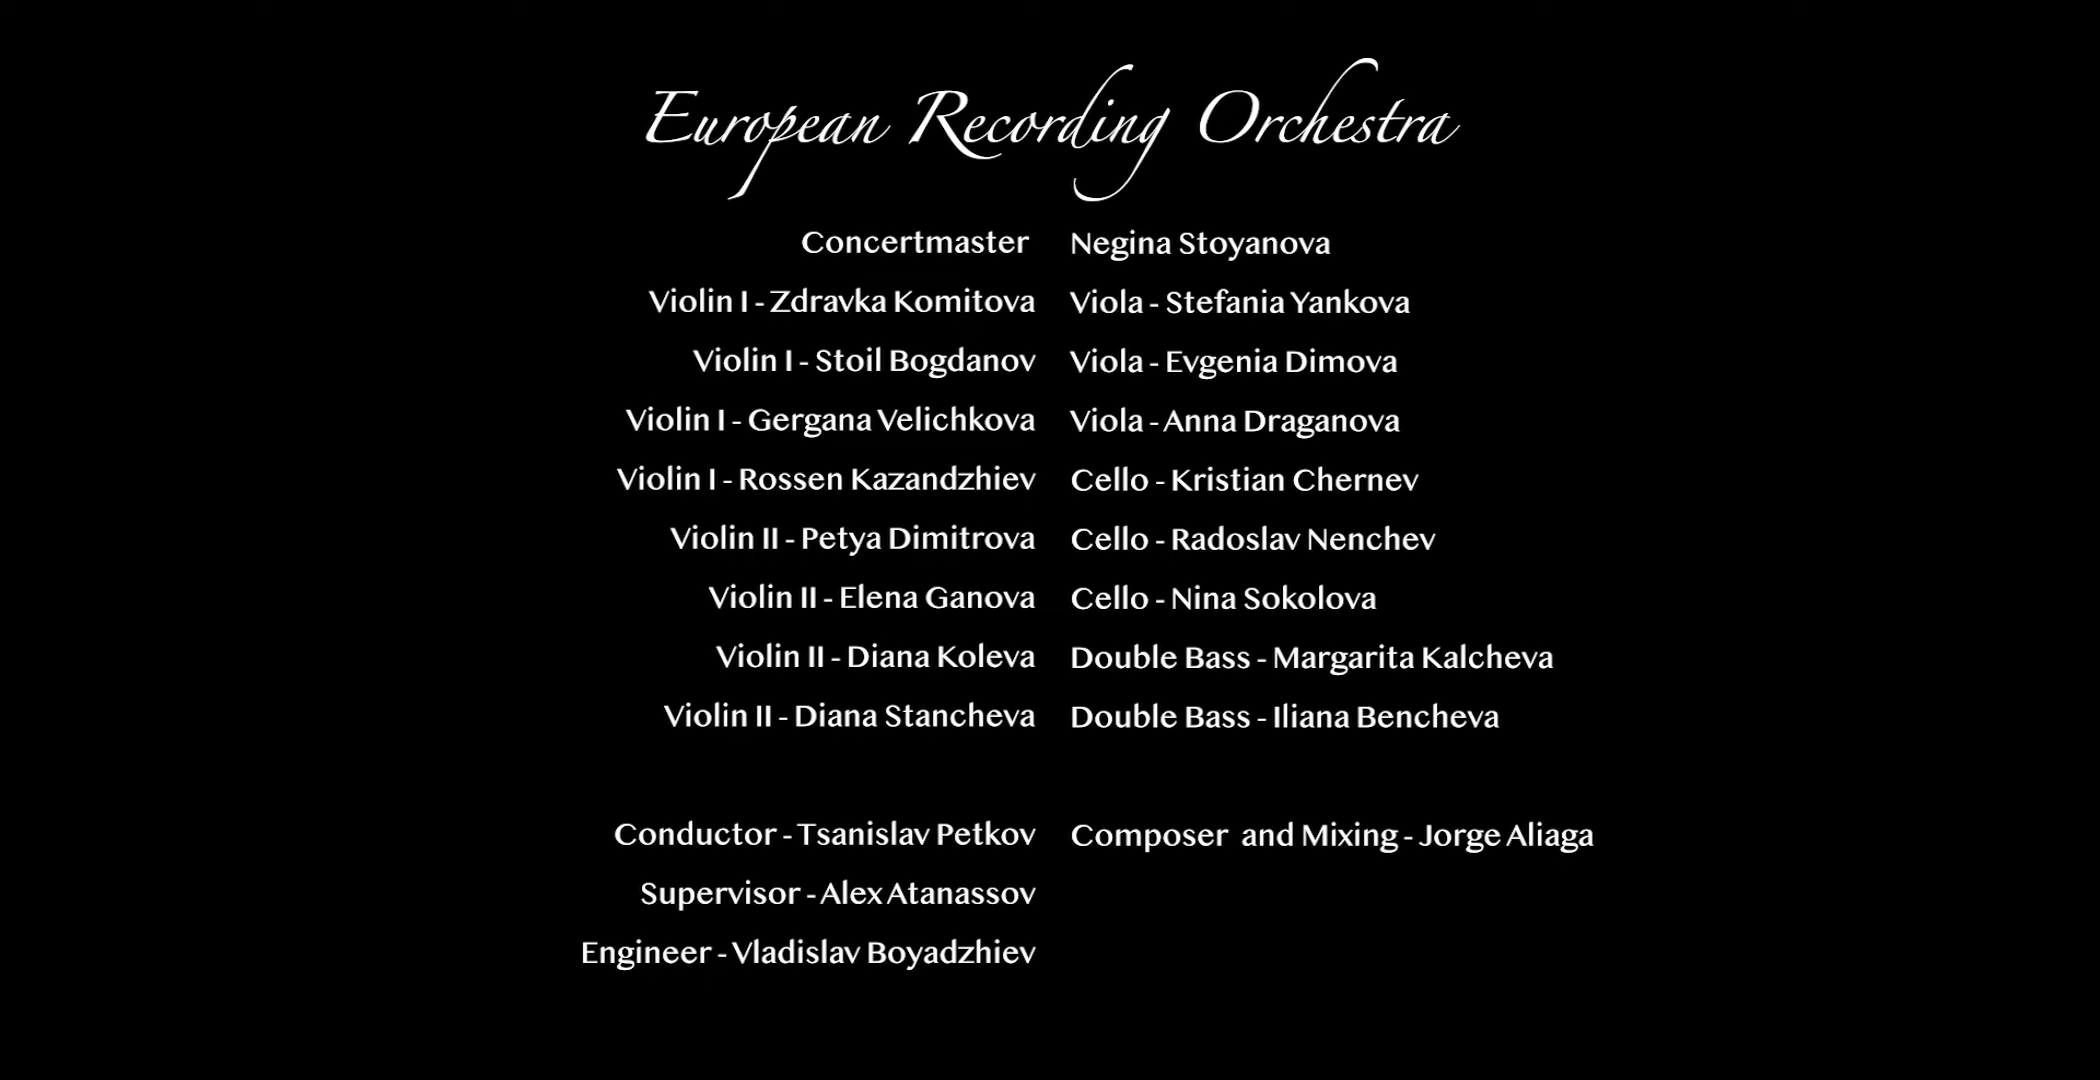 European Recording Orchestra
Concertmaster Negina Stoyanova
Violin I - Zdravka Komitova Viola - Stefania Yankova
Violin I - Stoil Bogdanov Viola - Evgenia Dimova
Violin I - Gergana Velichkova Viola - Anna Draganova
Violin I - Rossen Kazandzhiev Cello - Kristian Chernev
Violin II - Petya Dimitrova Cello - Radoslav Nenchev
Violin II - Elena Ganova Cello - Nina Sokolova
Violin II - Diana Koleva Double Bass - Margarita Kalcheva
Violin II - Diana Stancheva Double Bass - Iliana Bencheva
Conductor - Tsanislav Petkov Composer and Mixing - Jorge Aliaga
Supervisor - Alex Atanassov
Engineer - Vladislav Boyadzhiev